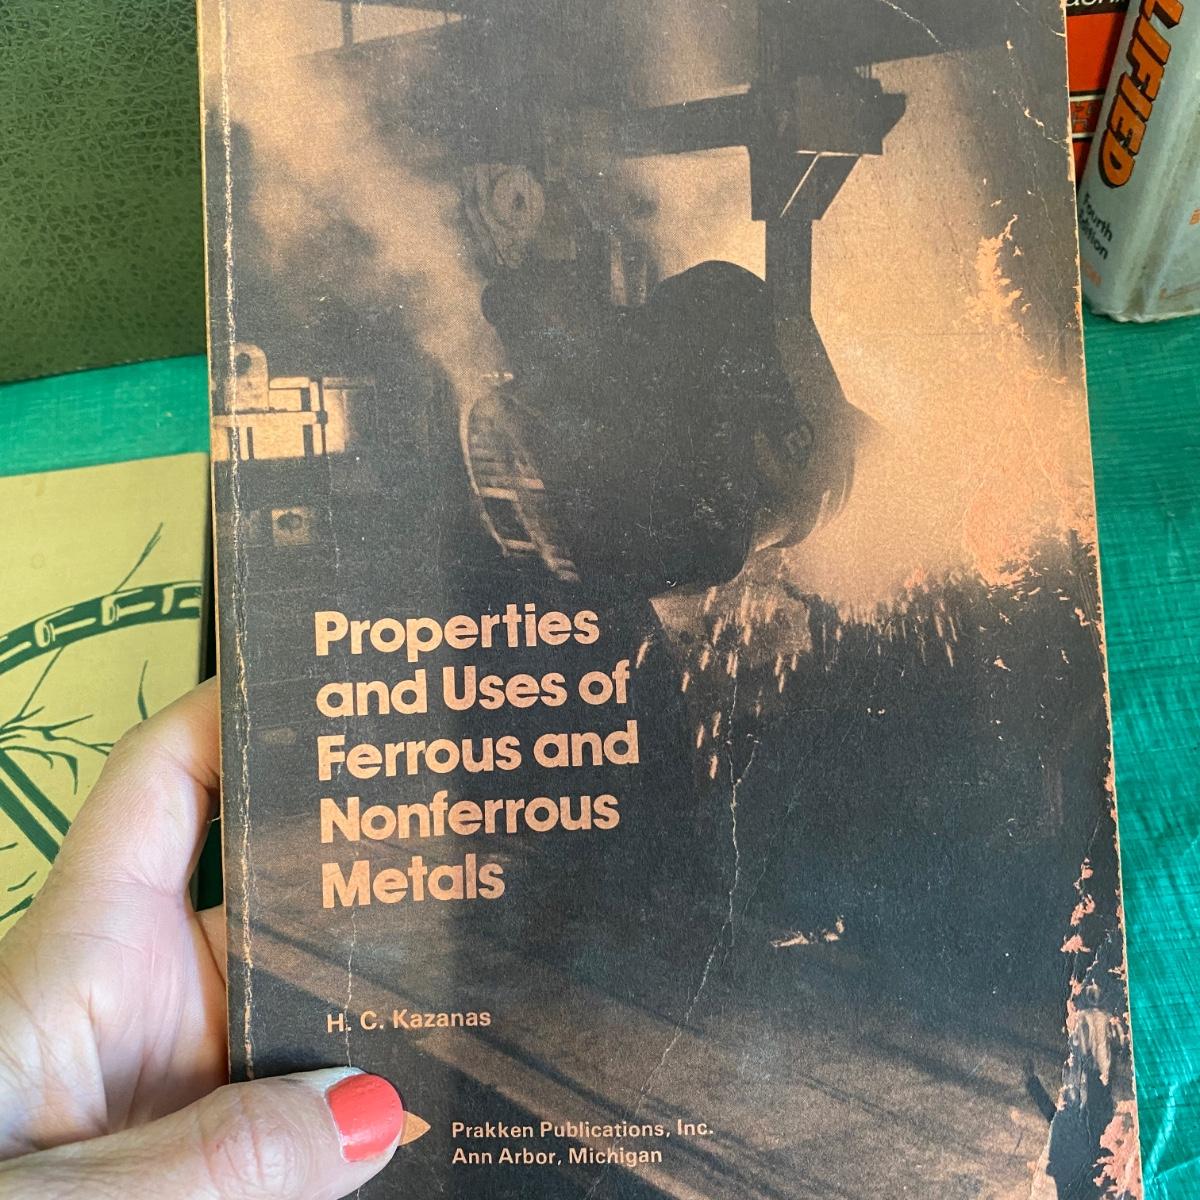 Properties
and Uses of
Ferrous and
Nonferrous
Metals
H. C. Kazanas
Prakken Publications, Inc.
Ann Arbor, Michigan
LIFIED
Fourth
Edition